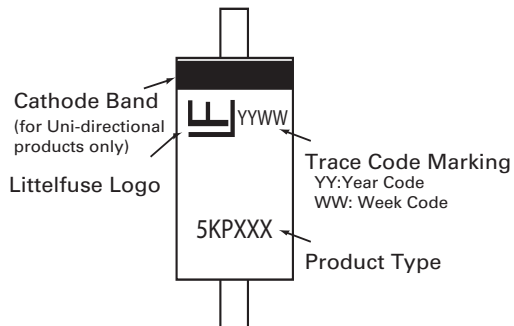 Cathode Band
(for Uni-directional
products only)
Littelfuse Logo
YYWW
Trace Code Marking
YY:Year Code
WW: Week Code
5KPXXX
Product Type